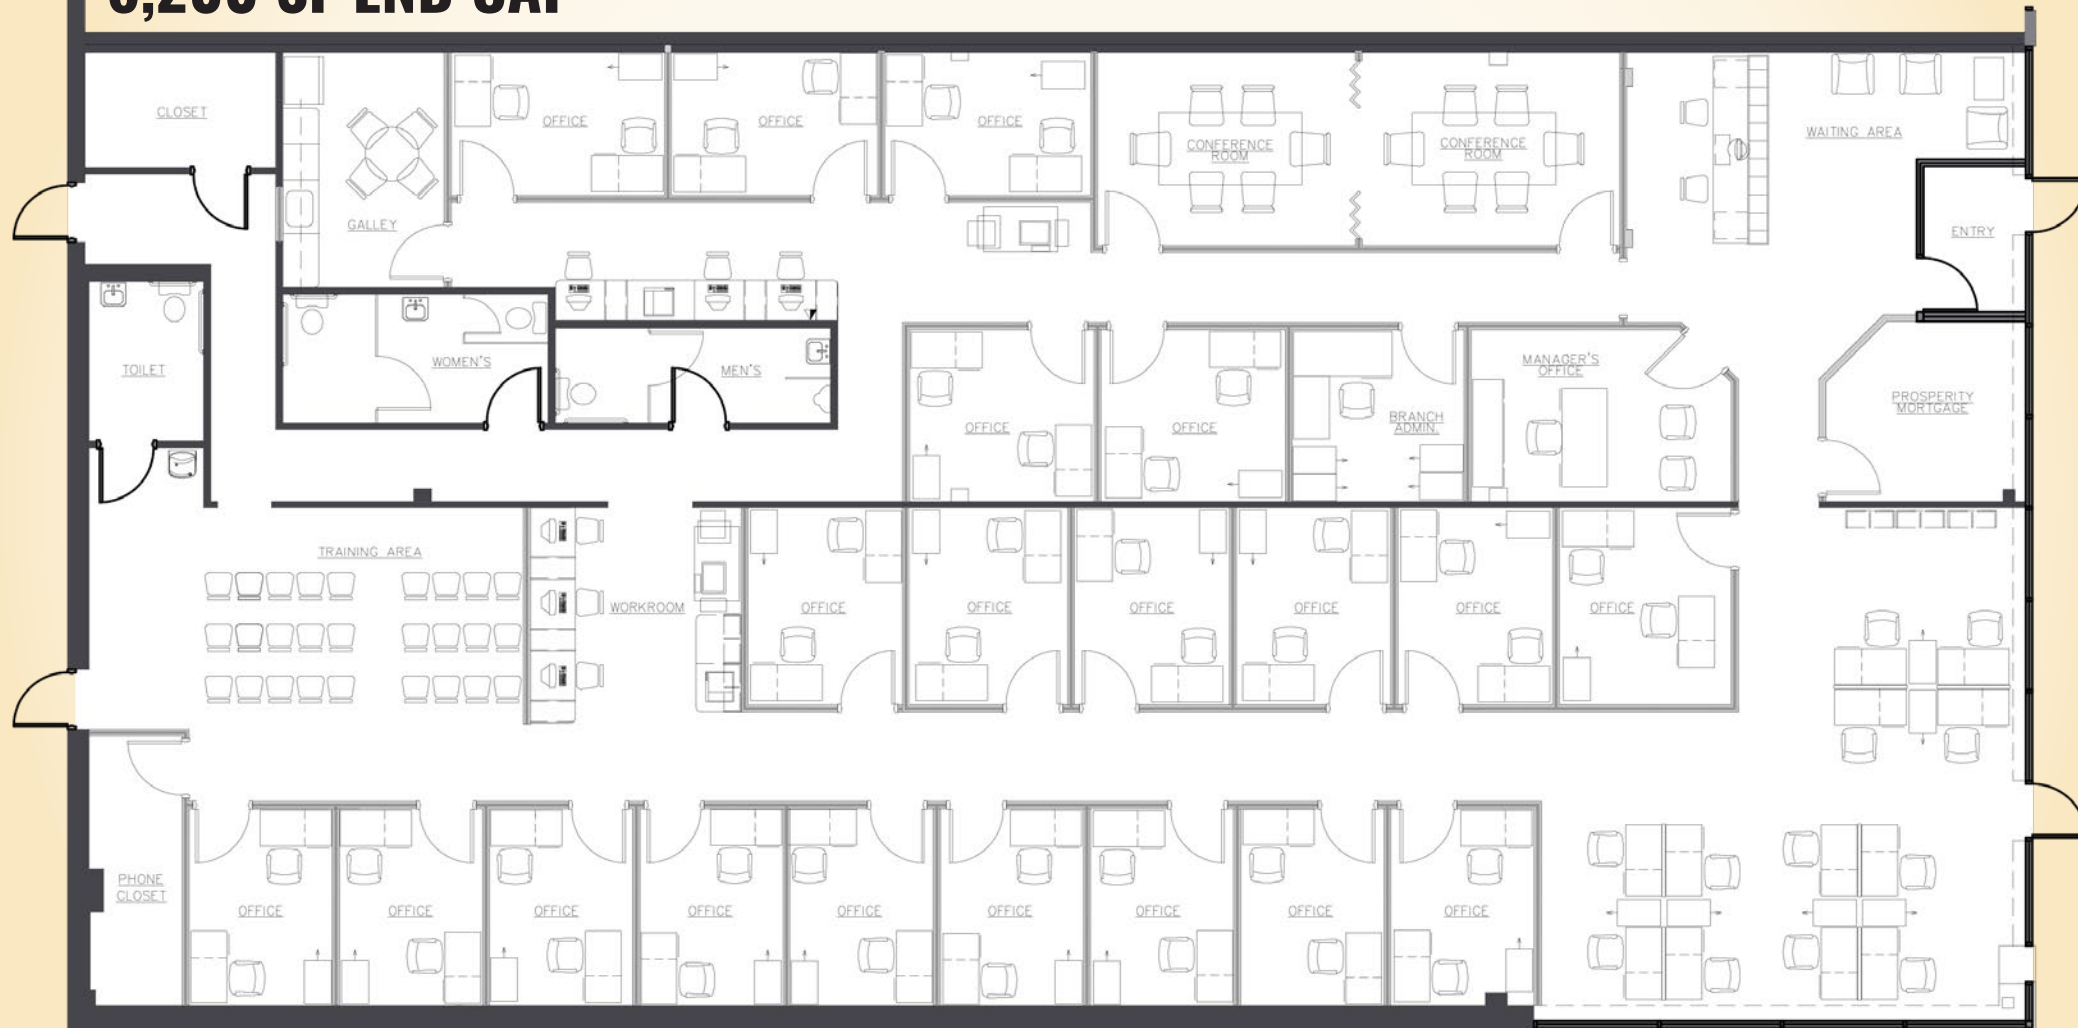 CLOSET
GALLEY
OFFICE
OFFICE
OFFICE
CONFERENCE
ROOM
CONFERENCE
ROOM
WAITING AREA
ENTRY
TOILET
WOMEN'S
MEN'S
OFFICE
OFFICE
BRANCH
ADMIN.
MANAGER'S
OFFICE
PROSPERITY
MORTGAGE
TRAINING AREA
WORKROOM
OFFICE
OFFICE
OFFICE
OFFICE
OFFICE
OFFICE
PHONE
CLOSET
OFFICE
OFFICE
OFFICE
OFFICE
OFFICE
OFFICE
OFFICE
OFFICE
OFFICE